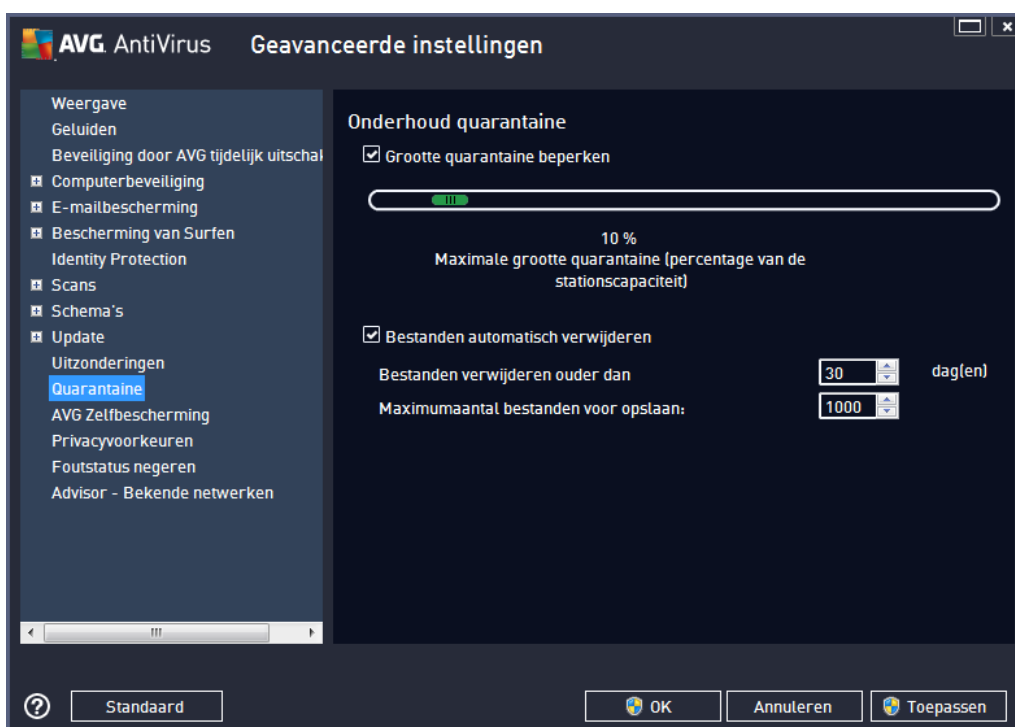 AVG. AntiVirus Geavanceerde instellingen
Weergave
Geluiden
Beveiliging door AVG tijdelijk uitschal
Computerbeveiliging
E-mailbescherming
Bescherming van Surfen
Identity Protection
Scans
Schema's
Update
Uitzonderingen
Quarantaine
AVG Zelfbescherming
Privacyvoorkeuren
Foutstatus negeren
Advisor - Bekende netwerken
Onderhoud quarantaine
Grootte quarantaine beperken
10 %
Maximale grootte quarantaine (percentage van de
stationscapaciteit)
Bestanden automatisch verwijderen
Bestanden verwijderen ouder dan 30 dag(en)
Maximumaantal bestanden voor opslaan: 1000
? Standaard OK Annuleren Toepassen